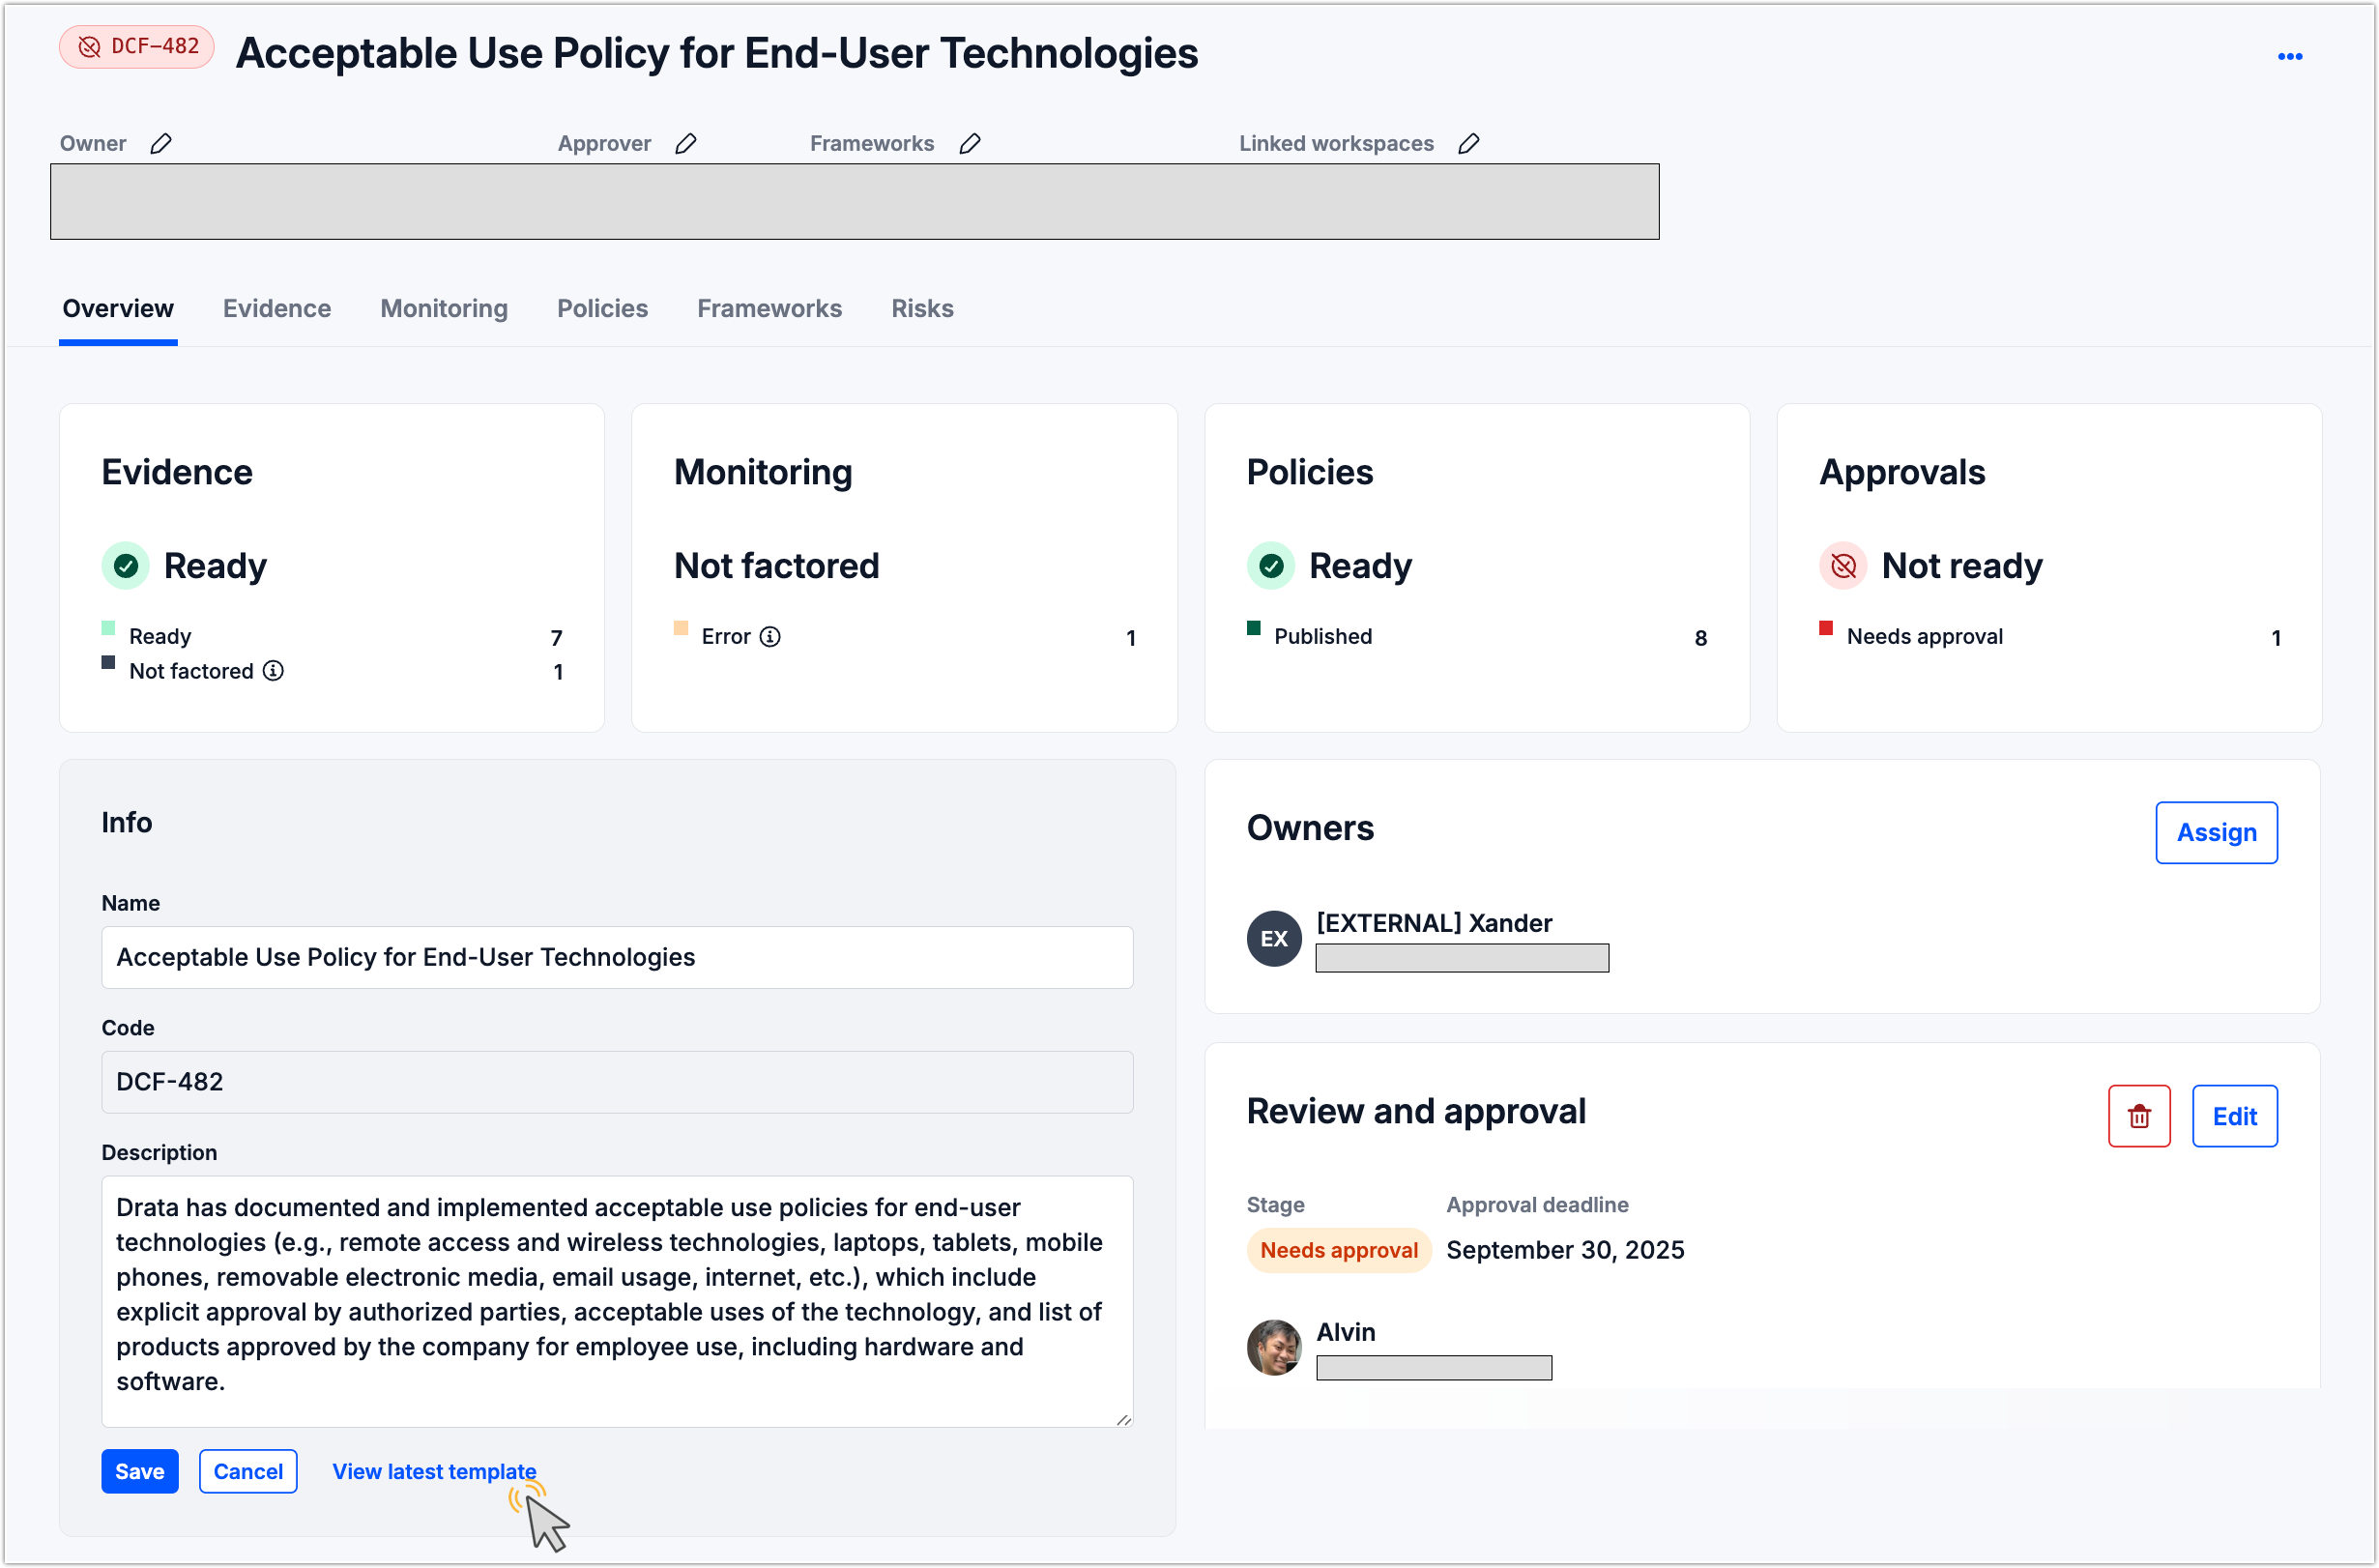 DCF-482
Acceptable Use Policy for End-User Technologies
Owner
Approver
Frameworks
Linked workspaces
Overview
Evidence
Monitoring
Policies
Frameworks
Risks
Evidence
Ready
Ready 7
Not factored 1
Monitoring
Not factored
Error 1
Policies
Ready
Published 8
Approvals
Not ready
Needs approval 1
Info
Name
Acceptable Use Policy for End-User Technologies
Code
DCF-482
Description
Drata has documented and implemented acceptable use policies for end-user
technologies (e.g., remote access and wireless technologies, laptops, tablets, mobile
phones, removable electronic media, email usage, internet, etc.), which include
explicit approval by authorized parties, acceptable uses of the technology, and list of
products approved by the company for employee use, including hardware and
software.
Save
Cancel
View latest template
Owners
Assign
EX
[EXTERNAL] Xander
Review and approval
Edit
Stage
Approval deadline
Needs approval
September 30, 2025
Alvin